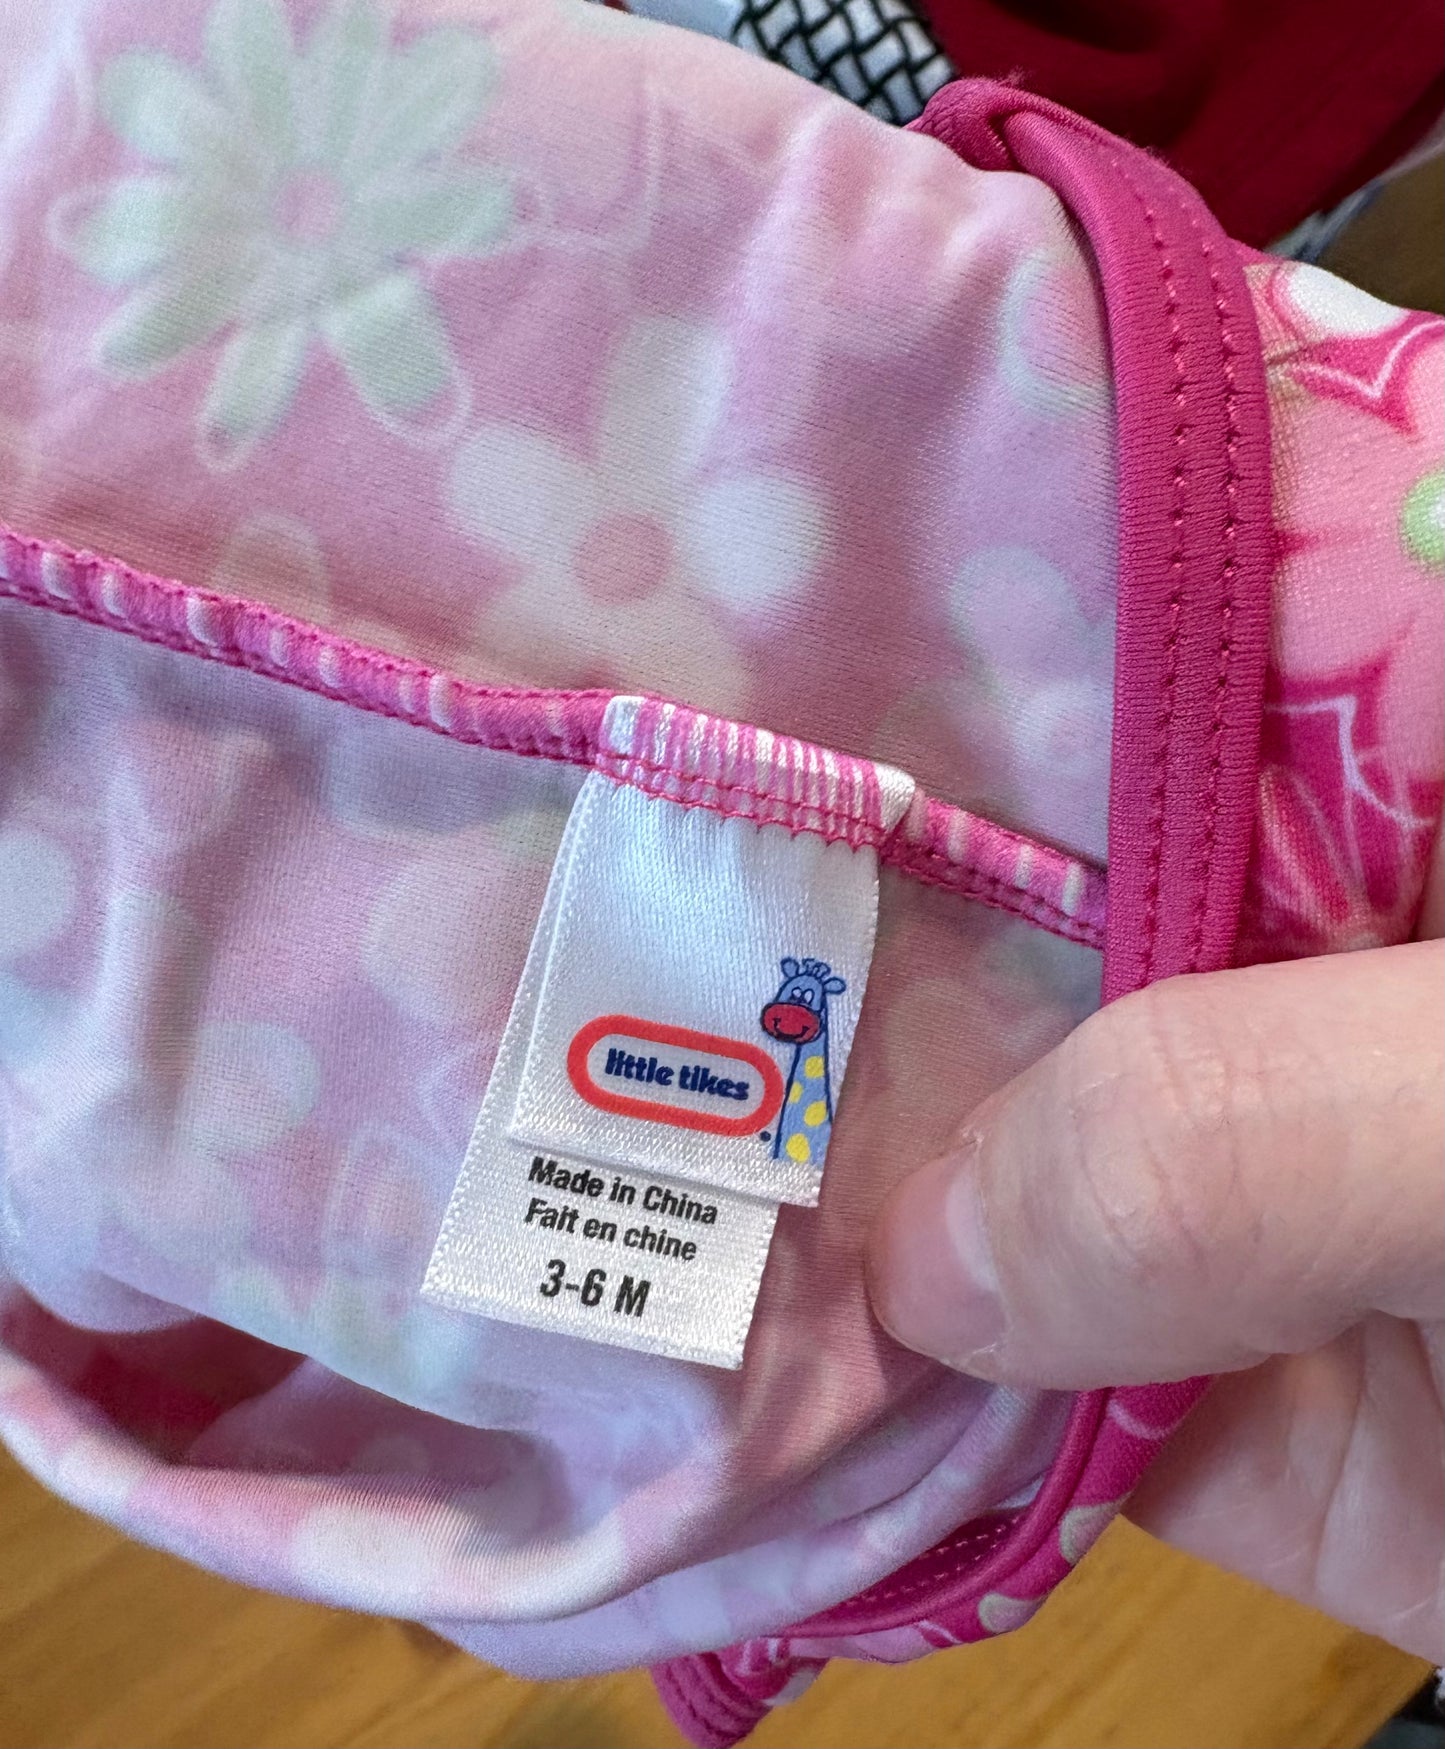 little tikes
Made in China
Fait en chine
3-6 M